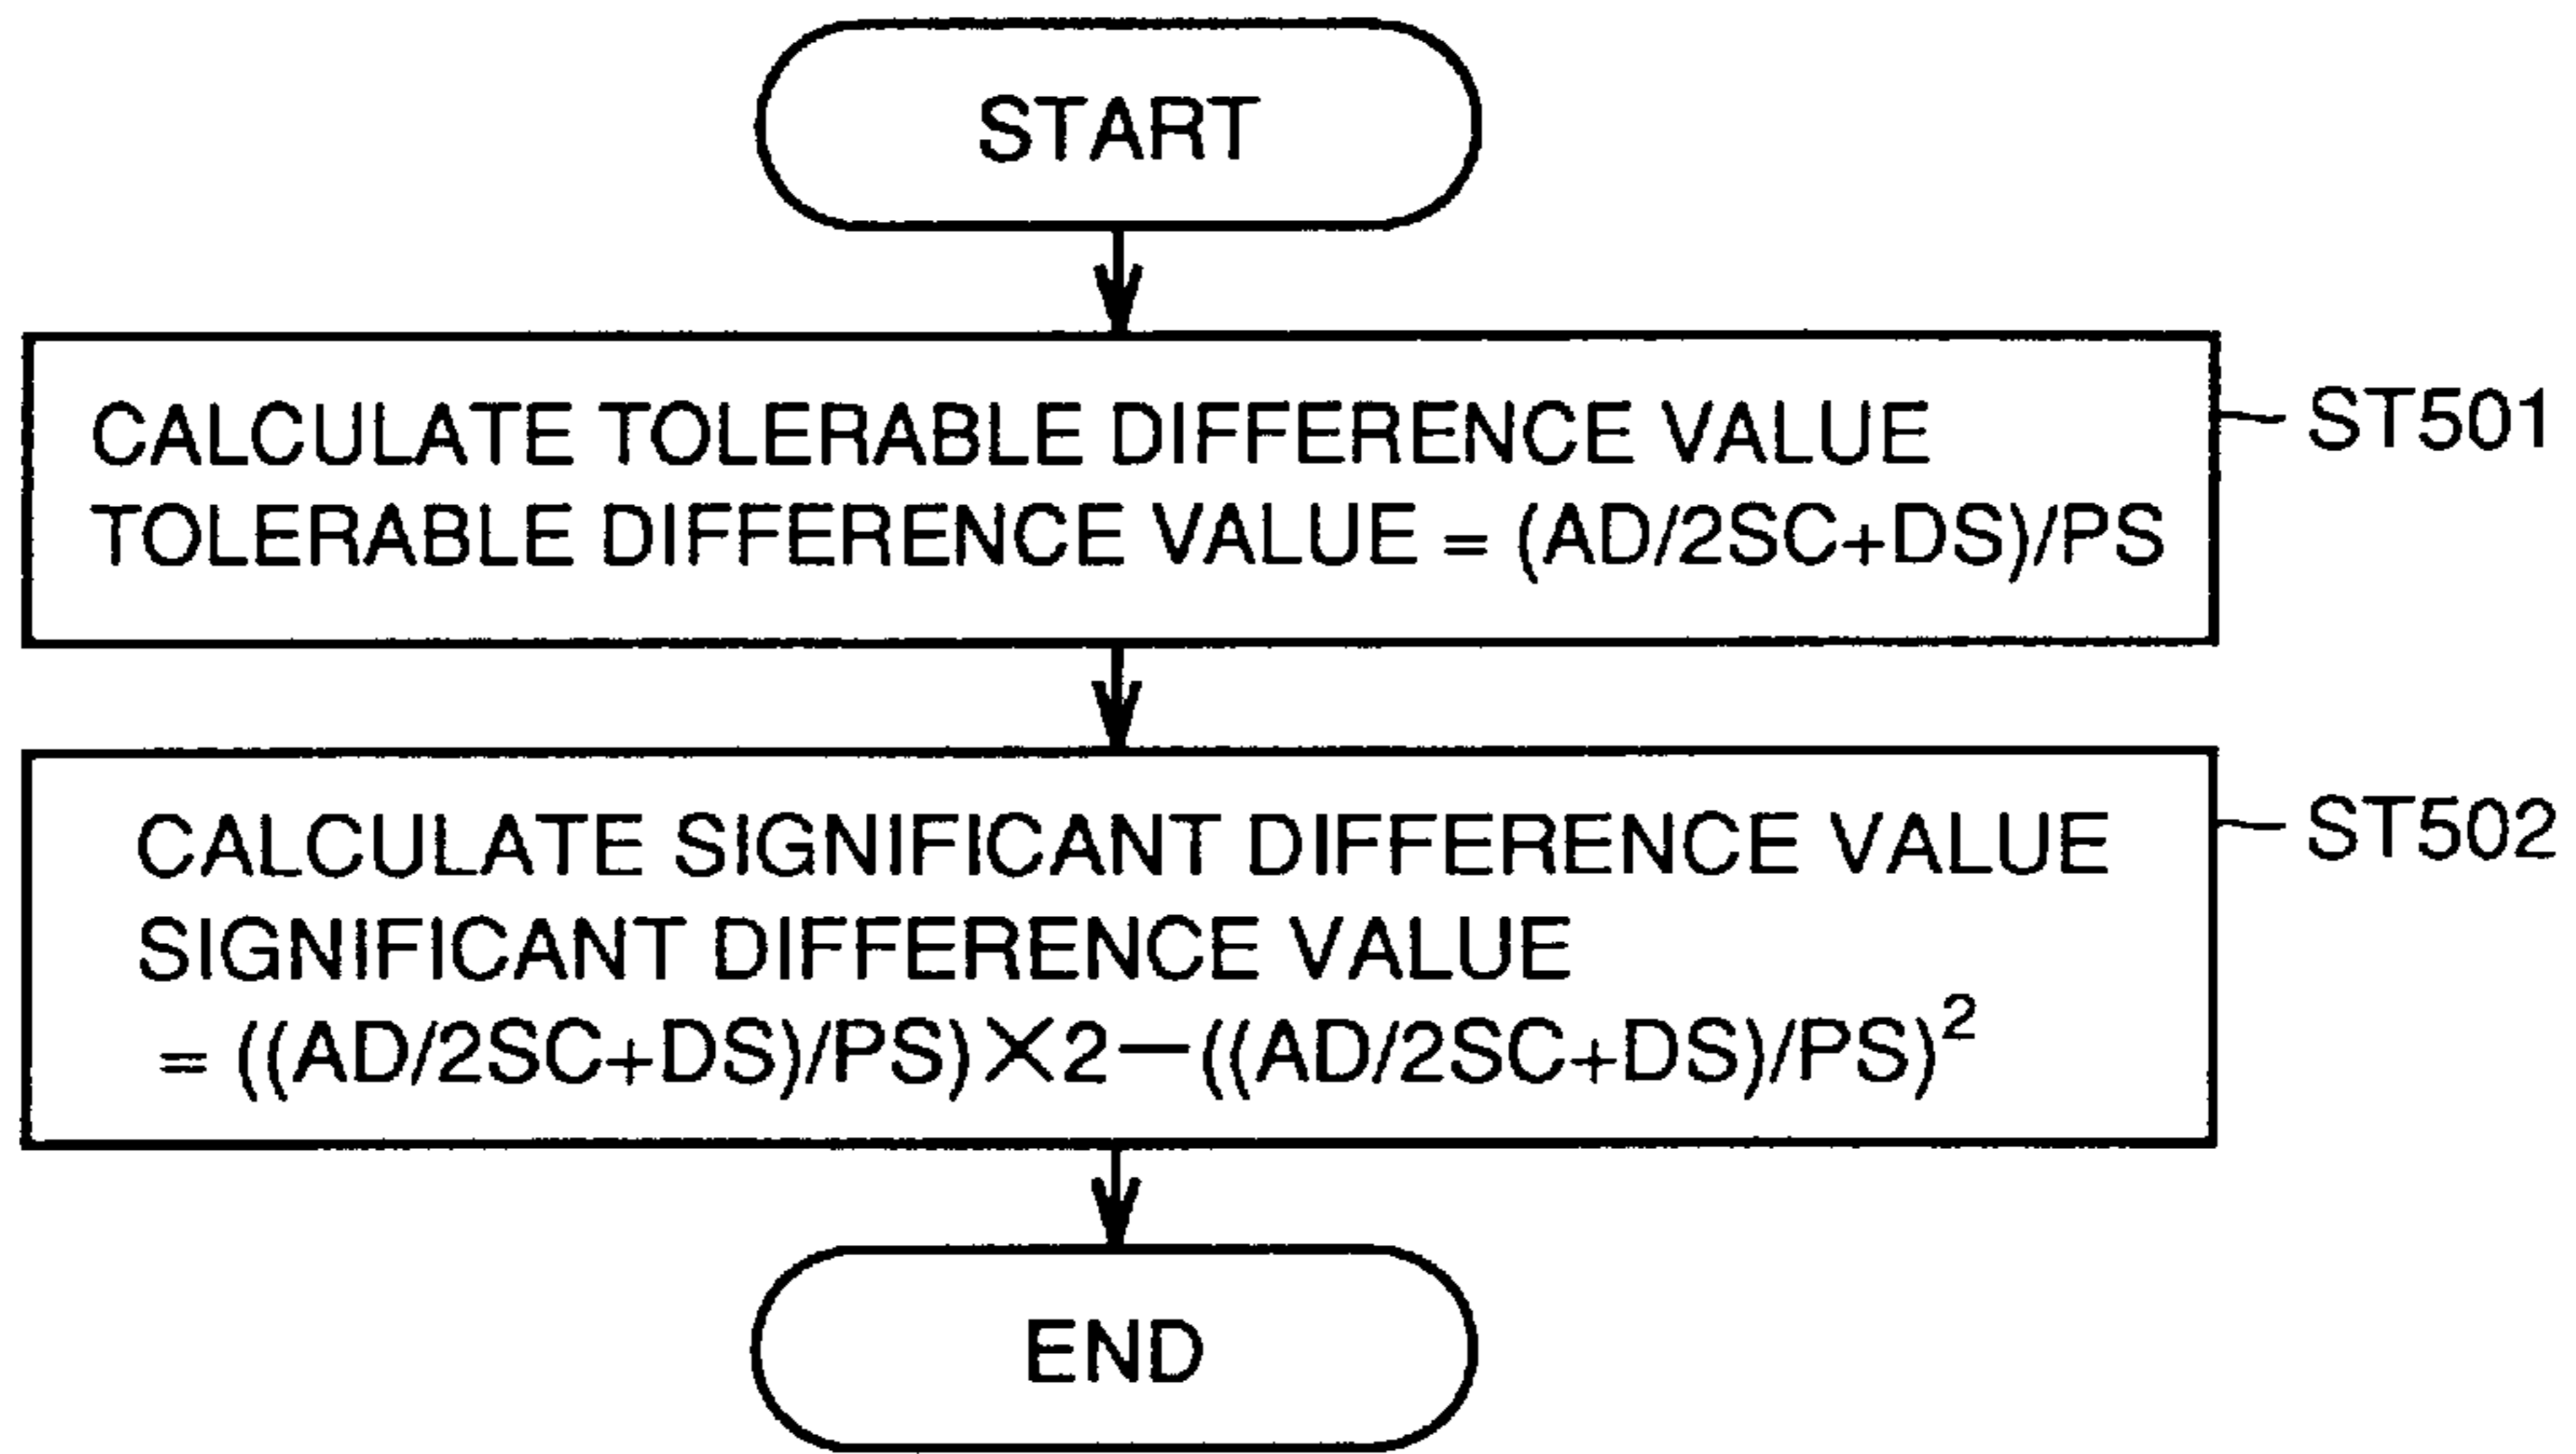 START
CALCULATE TOLERABLE DIFFERENCE VALUE
TOLERABLE DIFFERENCE VALUE = (AD/2SC+DS)/PS
ST501
CALCULATE SIGNIFICANT DIFFERENCE VALUE
SIGNIFICANT DIFFERENCE VALUE
= ((AD/2SC+DS)/PS)×2−((AD/2SC+DS)/PS)²
ST502
END